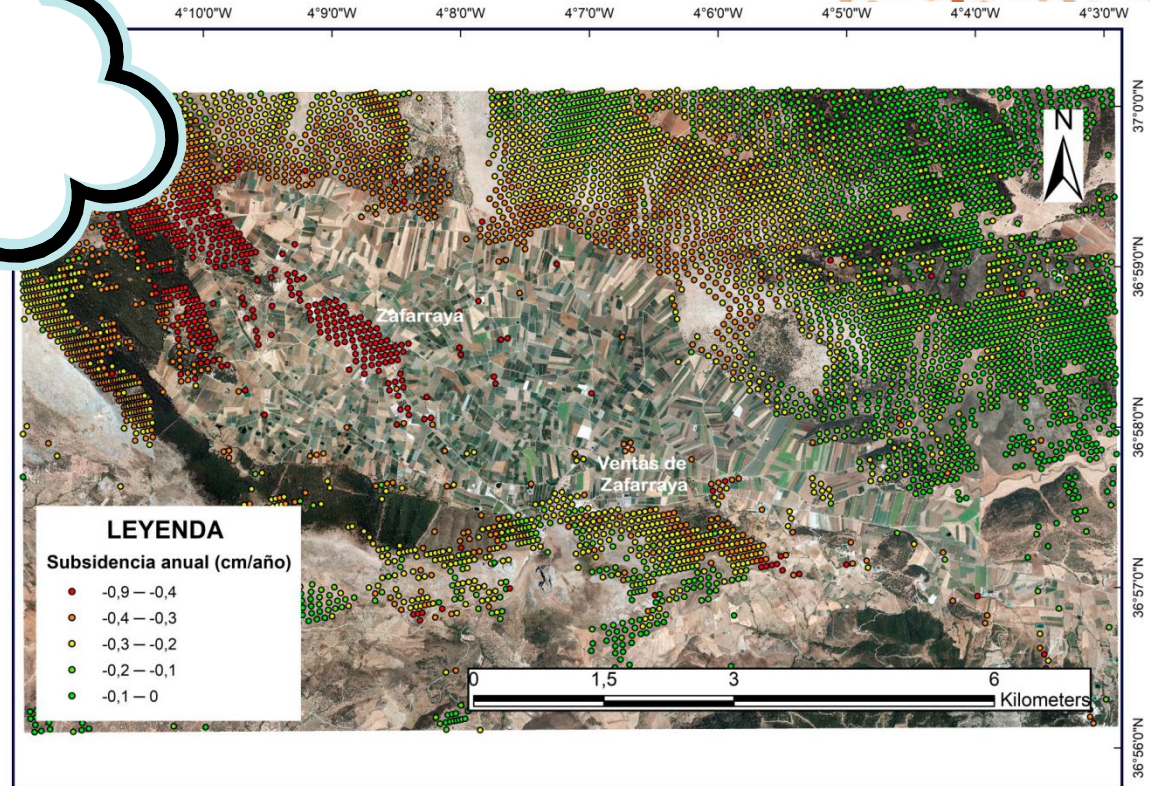 4°10'0"W 4°9'0"W 4°8'0"W 4°7'0"W 4°6'0"W 4°5'0"W 4°4'0"W 4°3'0"W
37°0'0"N
N
36°59'0"N
Zafarraya
36°58'0"N
Ventas de
Zafarraya
LEYENDA
Subsidencia anual (cm/año)
-0,9 — -0,4
-0,4 — -0,3
-0,3 — -0,2
-0,2 — -0,1
-0,1 — 0
36°57'0"N
0 1,5 3 6
Kilometers
36°56'0"N